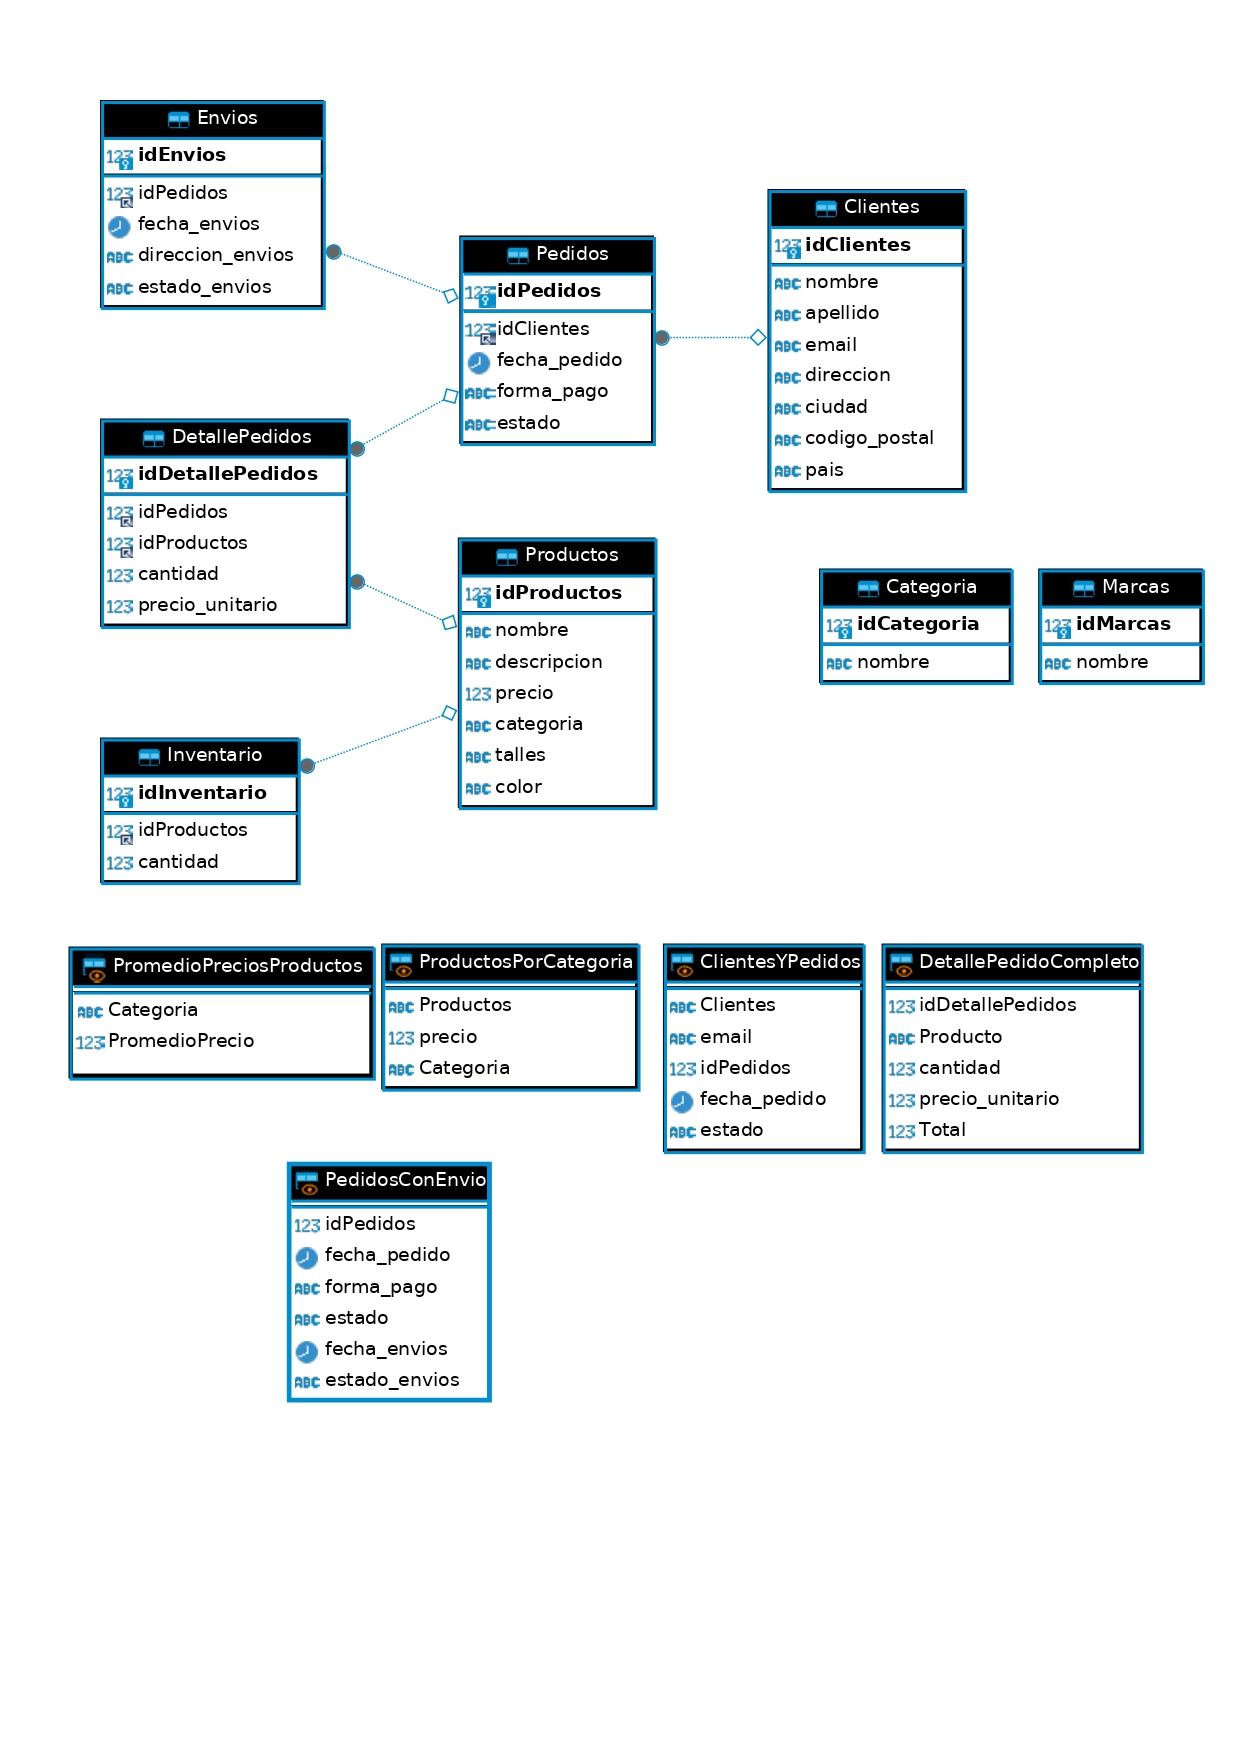 Envios
idEnvios
idPedidos
fecha_envios
direccion_envios
estado_envios
Pedidos
idPedidos
idClientes
fecha_pedido
forma_pago
estado
Clientes
idClientes
nombre
apellido
email
direccion
ciudad
codigo_postal
pais
DetallePedidos
idDetallePedidos
idPedidos
idProductos
cantidad
precio_unitario
Productos
idProductos
nombre
descripcion
precio
categoria
talles
color
Categoria
idCategoria
nombre
Marcas
idMarcas
nombre
Inventario
idInventario
idProductos
cantidad
PromedioPreciosProductos
Categoria
PromedioPrecio
ProductosPorCategoria
Productos
precio
Categoria
ClientesYPedidos
Clientes
email
idPedidos
fecha_pedido
estado
DetallePedidoCompleto
idDetallePedidos
Producto
cantidad
precio_unitario
Total
PedidosConEnvio
idPedidos
fecha_pedido
forma_pago
estado
fecha_envios
estado_envios